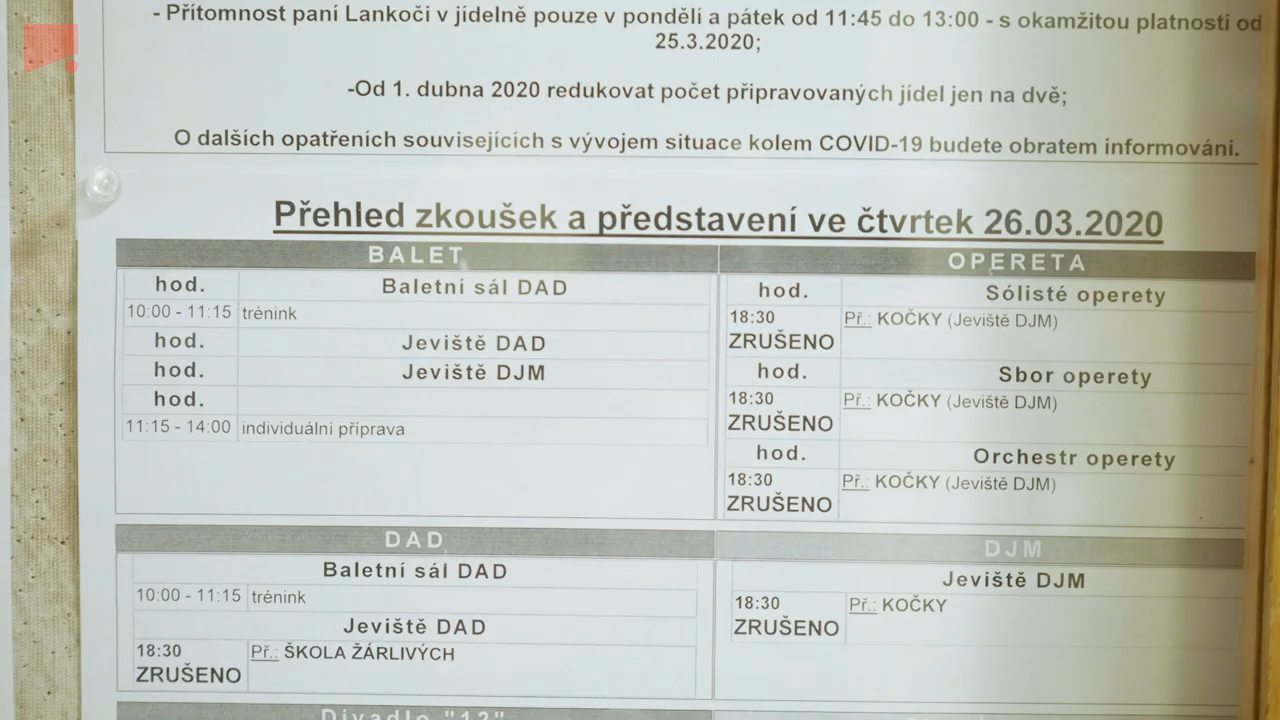 - Přítomnost paní Lankoči v jídelně pouze v pondělí a pátek od 11:45 do 13:00 - s okamžitou platností od
25.3.2020;
-Od 1. dubna 2020 redukovat počet připravovaných jídel jen na dvě;
O dalších opatřeních souvisejících s vývojem situace kolem COVID-19 budete obratem informováni.
Přehled zkoušek a představení ve čtvrtek 26.03.2020
BALET
hod. Baletní sál DAD
10:00 - 11:15 trénink
hod. Jeviště DAD
hod. Jeviště DJM
hod.
11:15 - 14:00 individuální příprava
OPERETA
hod. Sólisté operety
18:30 Př.: KOČKY (Jeviště DJM)
ZRUŠENO
hod. Sbor operety
18:30 Př.: KOČKY (Jeviště DJM)
ZRUŠENO
hod. Orchestr operety
18:30 Př.: KOČKY (Jeviště DJM)
ZRUŠENO
DAD
Baletní sál DAD
10:00 - 11:15 trénink
Jeviště DAD
18:30 Př.: ŠKOLA ŽÁRLIVÝCH
ZRUŠENO
DJM
Jeviště DJM
18:30 Př.: KOČKY
ZRUŠENO
Divadlo "12"